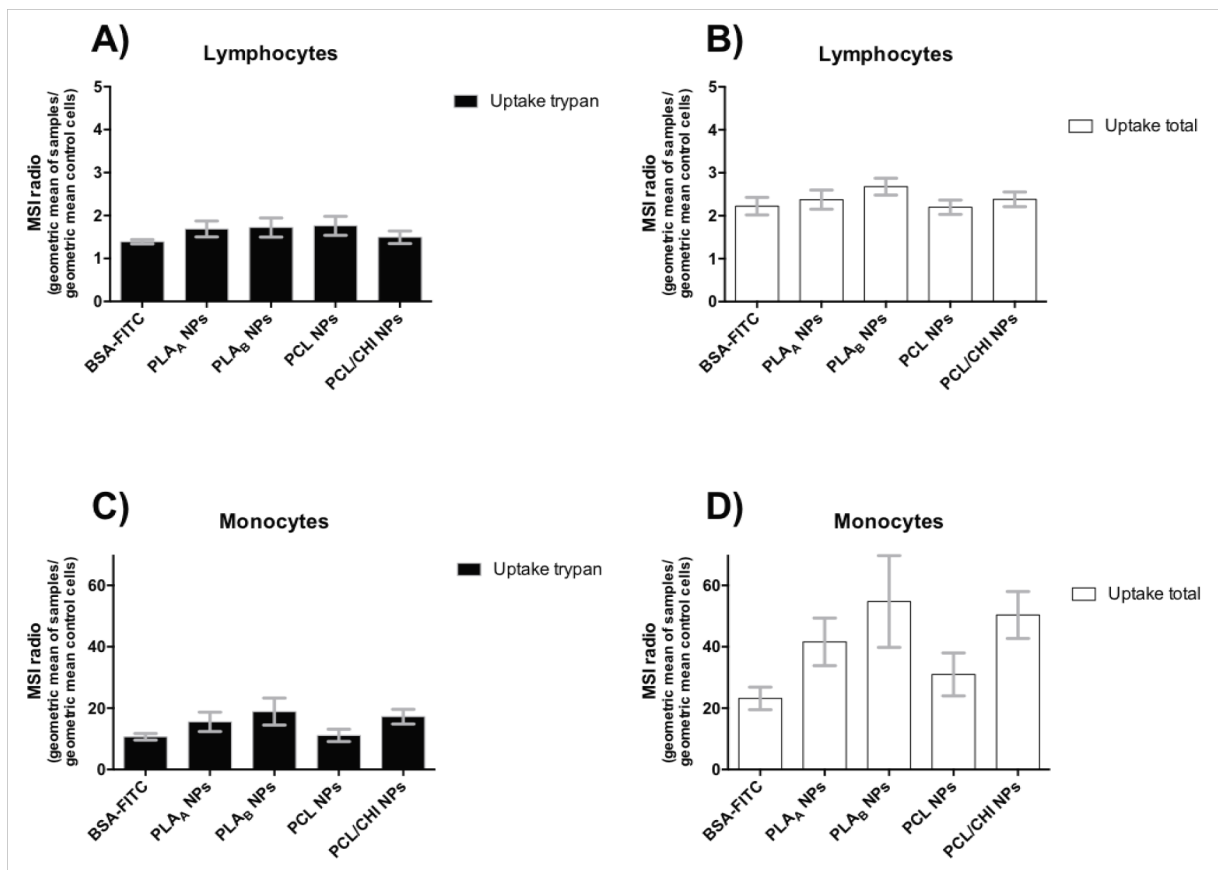 A)
Lymphocytes
MSI radio
(geometric mean of samples/
geometric mean control cells)
5
4
3
2
1
0
BSA-FITC
PLAA NPs
PLAB NPs
PCL NPs
PCL/CHI NPs
Uptake trypan
B)
Lymphocytes
MSI radio
(geometric mean of samples/
geometric mean control cells)
5
4
3
2
1
0
BSA-FITC
PLAA NPs
PLAB NPs
PCL NPs
PCL/CHI NPs
Uptake total
C)
Monocytes
MSI radio
(geometric mean of samples/
geometric mean control cells)
60
40
20
0
BSA-FITC
PLAA NPs
PLAB NPs
PCL NPs
PCL/CHI NPs
Uptake trypan
D)
Monocytes
MSI radio
(geometric mean of samples/
geometric mean control cells)
60
40
20
0
BSA-FITC
PLAA NPs
PLAB NPs
PCL NPs
PCL/CHI NPs
Uptake total